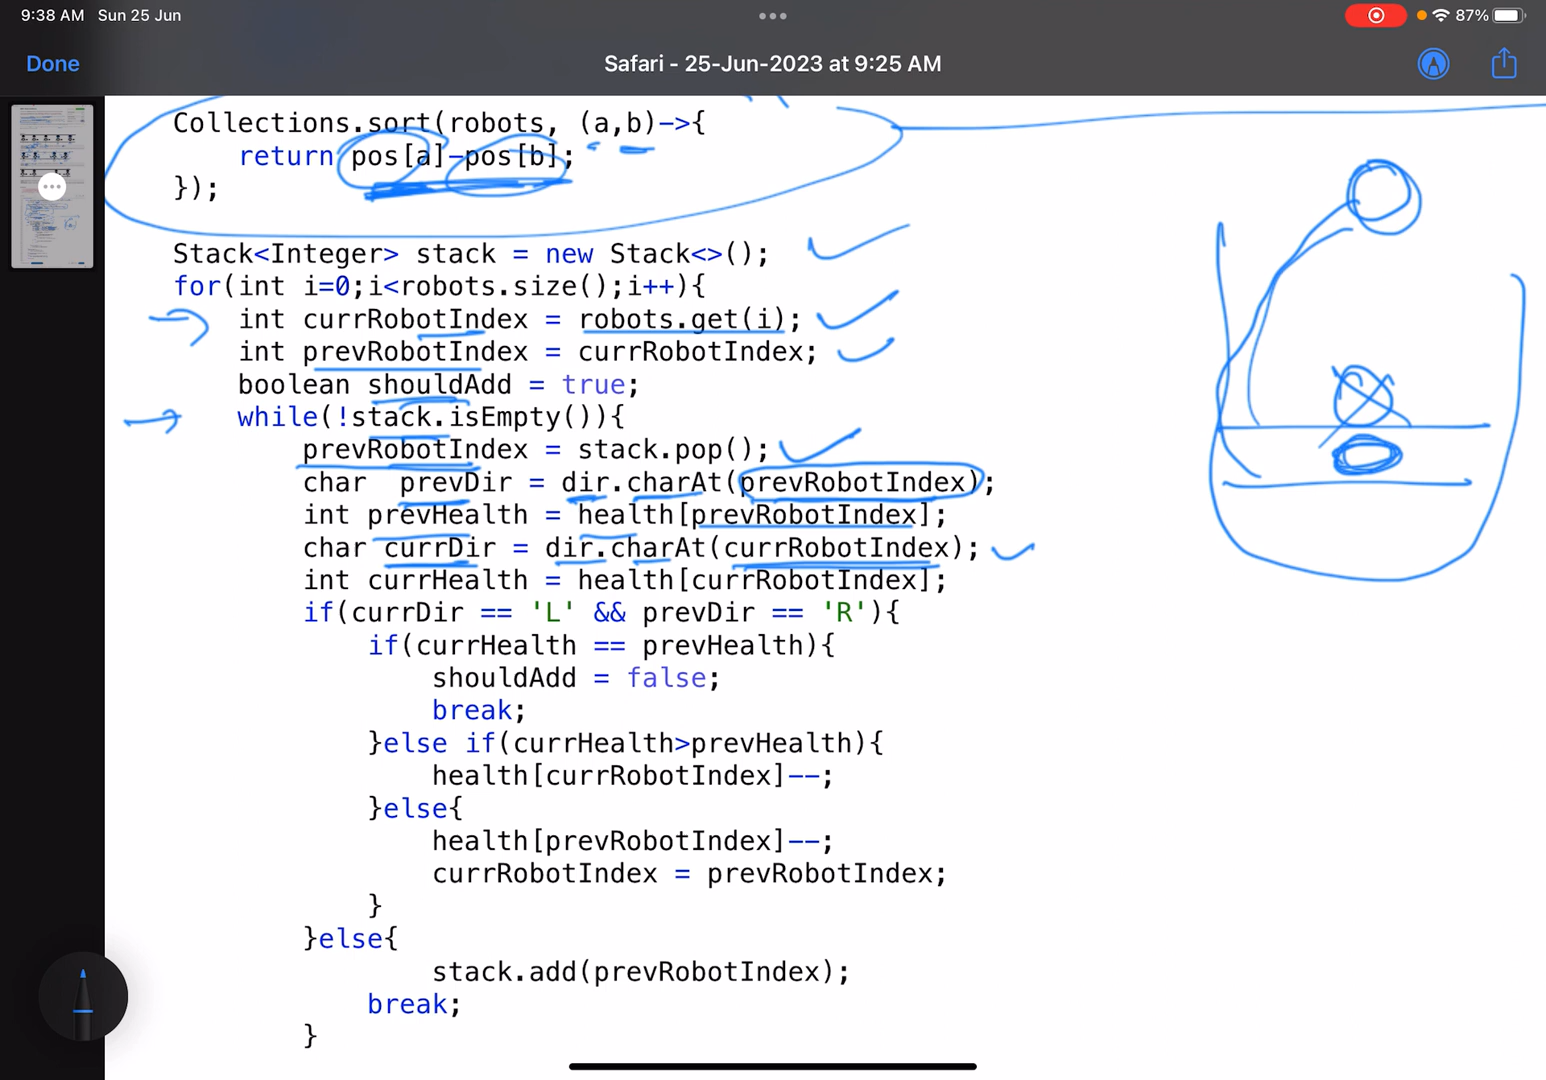 9:38 AM Sun 25 Jun
87%
Done
Safari - 25-Jun-2023 at 9:25 AM
Collections.sort(robots, (a,b)->{
return pos[a]-pos[b];
});
Stack<Integer> stack = new Stack<>();
for(int i=0;i<robots.size();i++){
int currRobotIndex = robots.get(i);
int prevRobotIndex = currRobotIndex;
boolean shouldAdd = true;
while(!stack.isEmpty()){
prevRobotIndex = stack.pop();
char prevDir = dir.charAt(prevRobotIndex);
int prevHealth = health[prevRobotIndex];
char currDir = dir.charAt(currRobotIndex);
int currHealth = health[currRobotIndex];
if(currDir == 'L' && prevDir == 'R'){
if(currHealth == prevHealth){
shouldAdd = false;
break;
}else if(currHealth>prevHealth){
health[currRobotIndex]--;
}else{
health[prevRobotIndex]--;
currRobotIndex = prevRobotIndex;
}
}else{
stack.add(prevRobotIndex);
break;
}